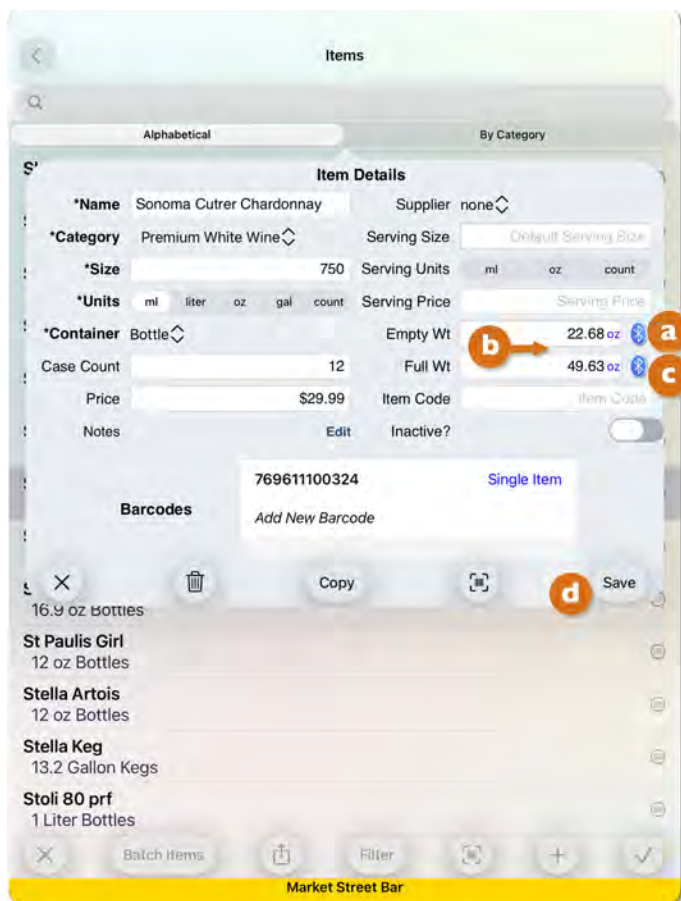 Items
Alphabetical By Category
Item Details
*Name Sonoma Cutrer Chardonnay Supplier none
*Category Premium White Wine Serving Size Default Serving Size
*Size 750 Serving Units ml oz count
*Units ml liter oz gal count Serving Price Serving Price
*Container Bottle Empty Wt 22.68 oz a
b
Case Count 12 Full Wt 49.63 oz c
Price $29.99 Item Code Item Code
Notes Edit Inactive?
769611100324 Single Item
Barcodes
Add New Barcode
Copy d Save
16.9 oz Bottles
St Paulis Girl
12 oz Bottles
Stella Artois
12 oz Bottles
Stella Keg
13.2 Gallon Kegs
Stoli 80 prf
1 Liter Bottles
Batch Items Filter
Market Street Bar